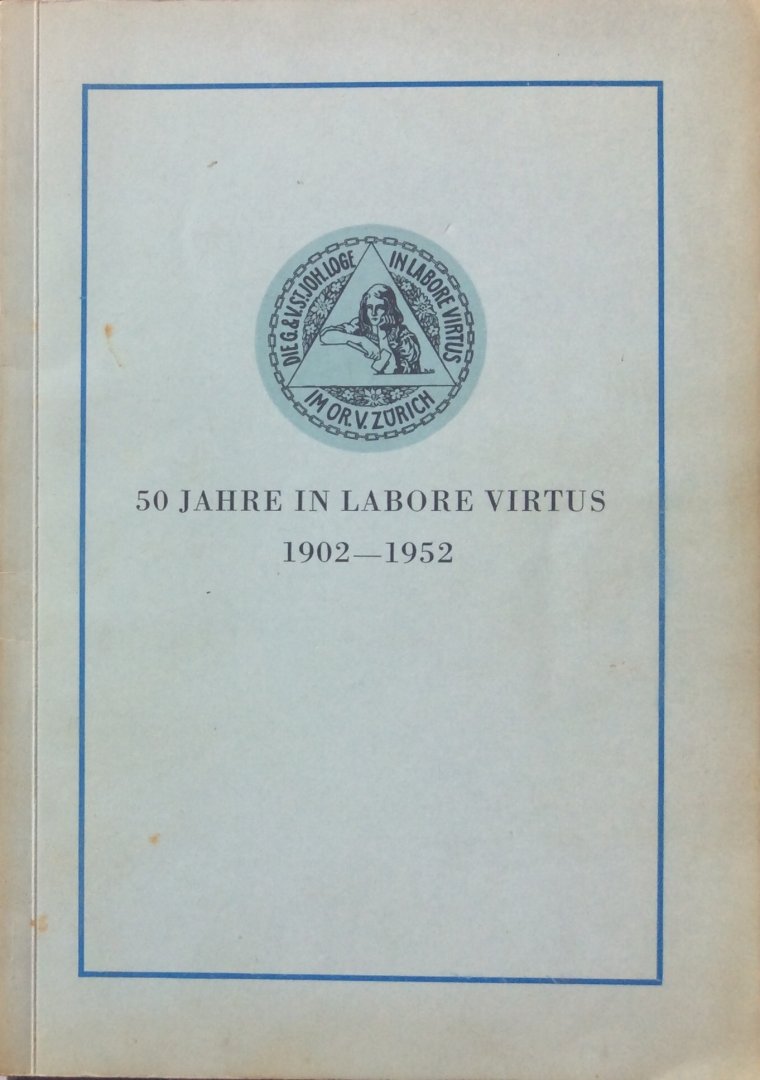 DIE G. & V. ST. JOH. LOGE
IN LABORE VIRTUS
IM OR. V. ZÜRICH
50 JAHRE IN LABORE VIRTUS
1902—1952